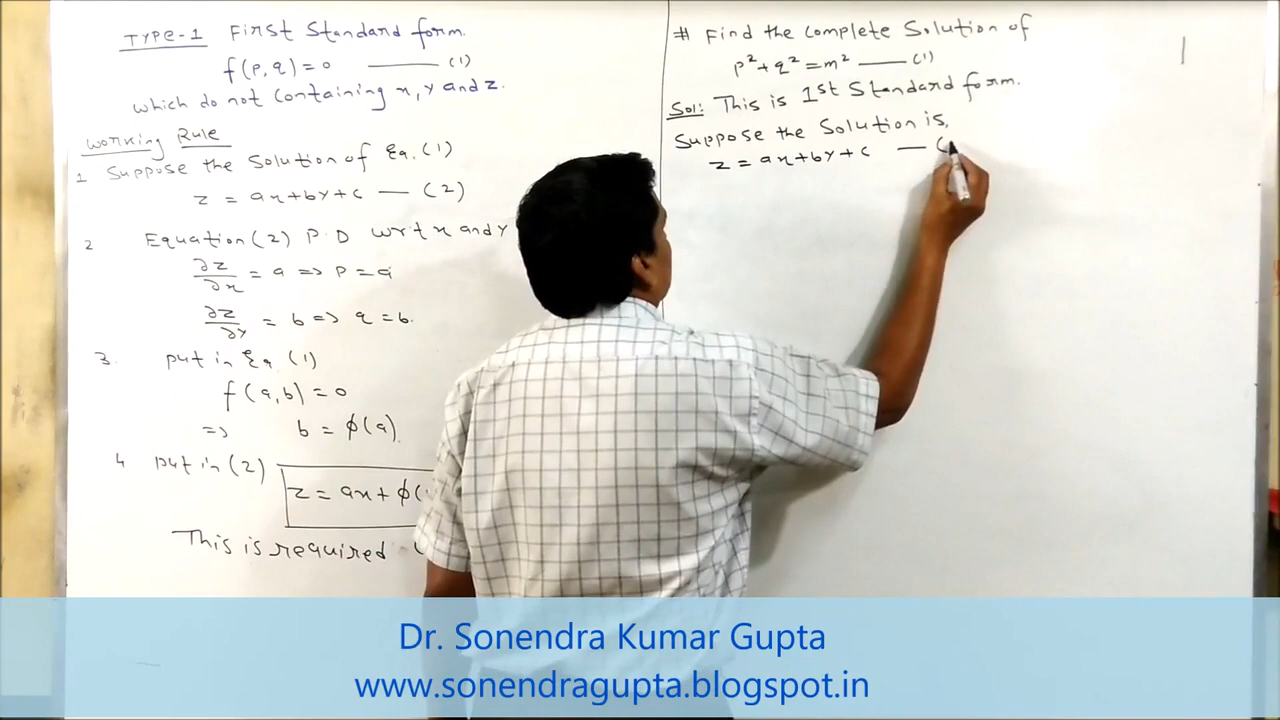 TYPE-1 First Standard form.
f(p,q)=0 —— (1)
which do not containing x, y and z.
Working Rule
1 Suppose the Solution of Eq.(1)
z = ax+by+c — (2)
2 Equation(2) P.D wrt x and y
∂z/∂x = a => p = a
∂z/∂y = b => q = b.
3. put in Eq (1)
f(a,b) = 0
=> b = ϕ(a)
4 put in (2)
z = ax + ϕ(
This is required
# Find the Complete Solution of
p²+q²=m² —— (1)
Sol: This is 1st Standard form.
Suppose the Solution is,
z = ax+by+c — (
Dr. Sonendra Kumar Gupta
www.sonendragupta.blogspot.in